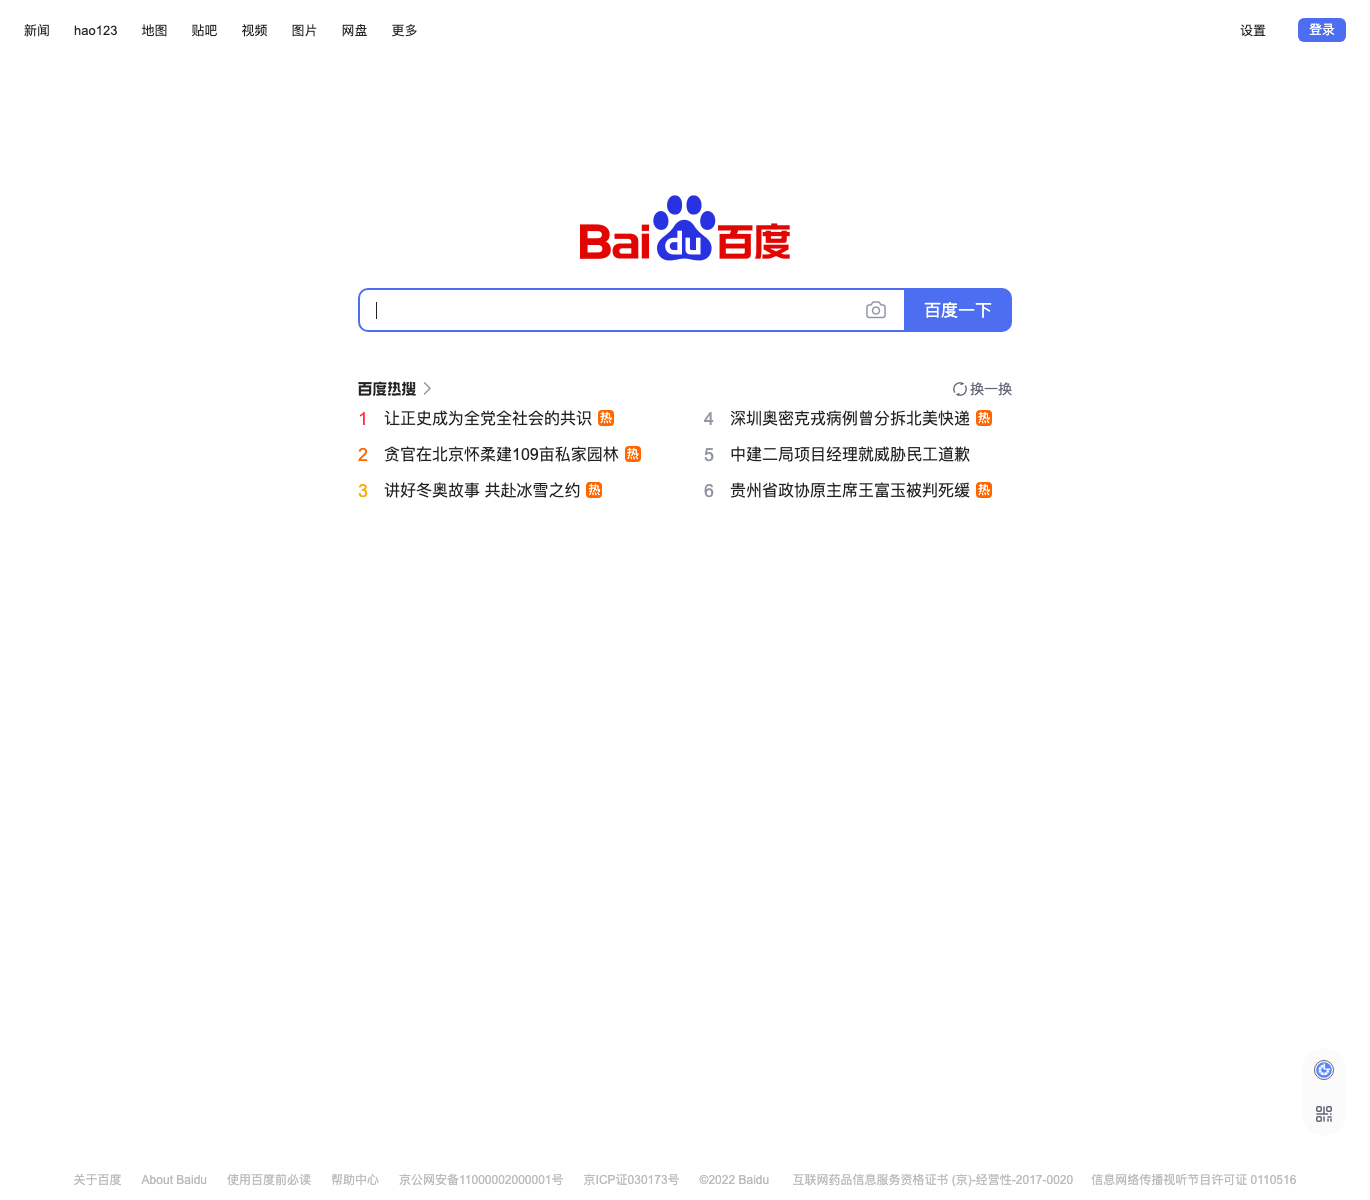 新闻 hao123 地图 贴吧 视频 图片 网盘 更多 设置 登录
Bai du 百度
百度一下
百度热搜 换一换
1 让正史成为全党全社会的共识 热
2 贪官在北京怀柔建109亩私家园林 热
3 讲好冬奥故事 共赴冰雪之约 热
4 深圳奥密克戎病例曾分拆北美快递 热
5 中建二局项目经理就威胁民工道歉
6 贵州省政协原主席王富玉被判死缓 热
关于百度 About Baidu 使用百度前必读 帮助中心 京公网安备11000002000001号 京ICP证030173号 ©2022 Baidu 互联网药品信息服务资格证书 (京)-经营性-2017-0020 信息网络传播视听节目许可证 0110516